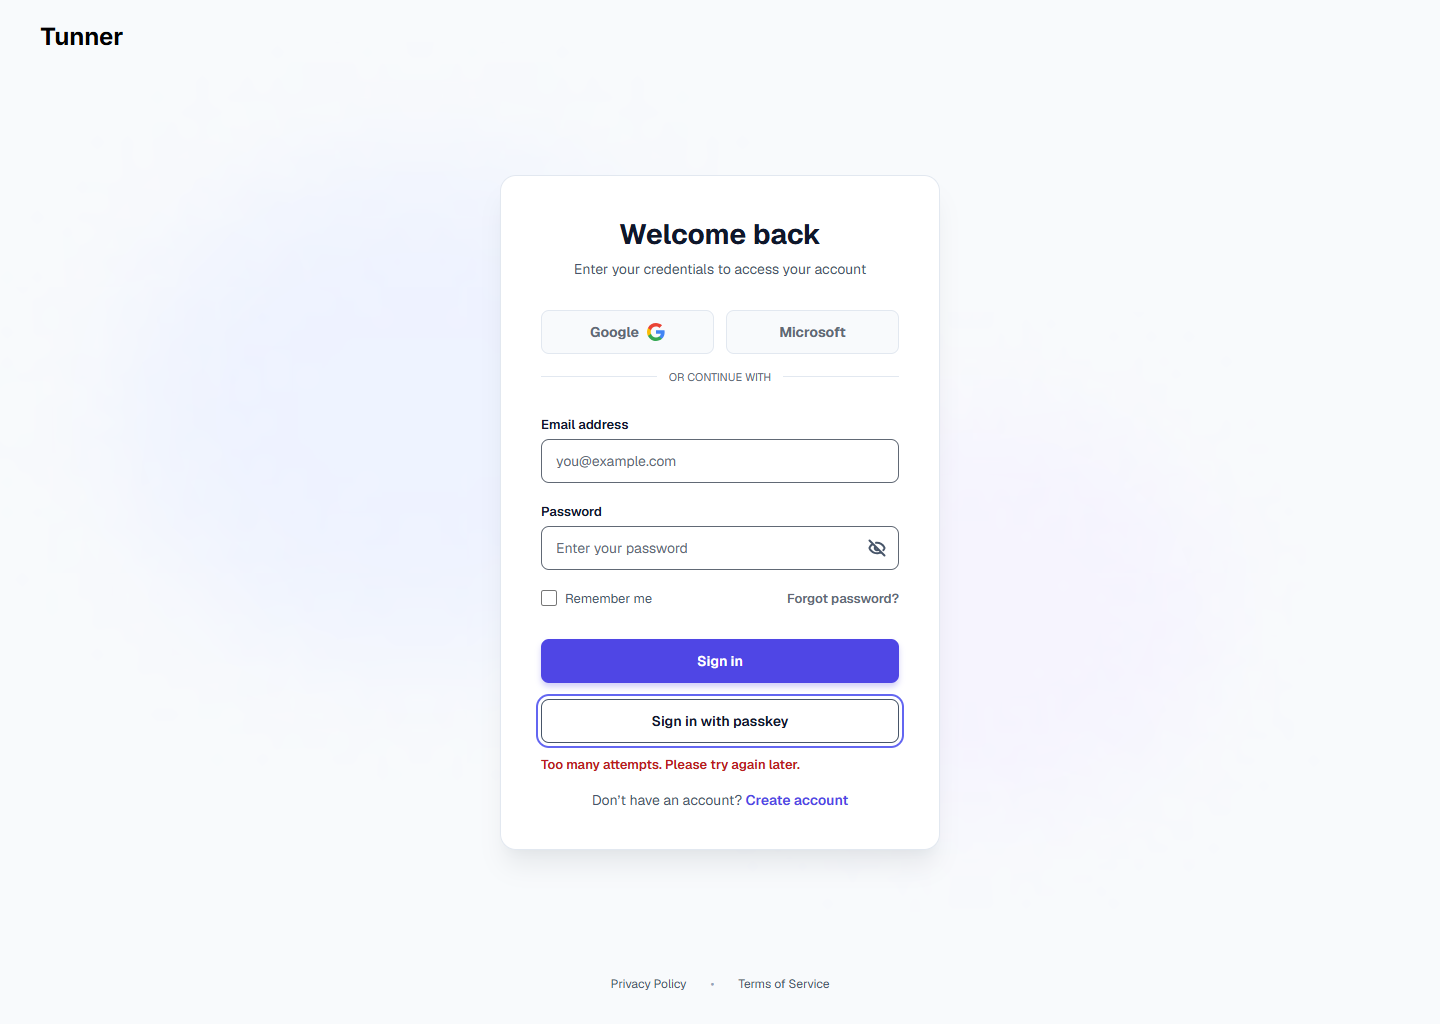 Tunner
Welcome back
Enter your credentials to access your account
Google
Microsoft
OR CONTINUE WITH
Email address
you@example.com
Password
Enter your password
Remember me
Forgot password?
Sign in
Sign in with passkey
Too many attempts. Please try again later.
Don't have an account? Create account
Privacy Policy • Terms of Service